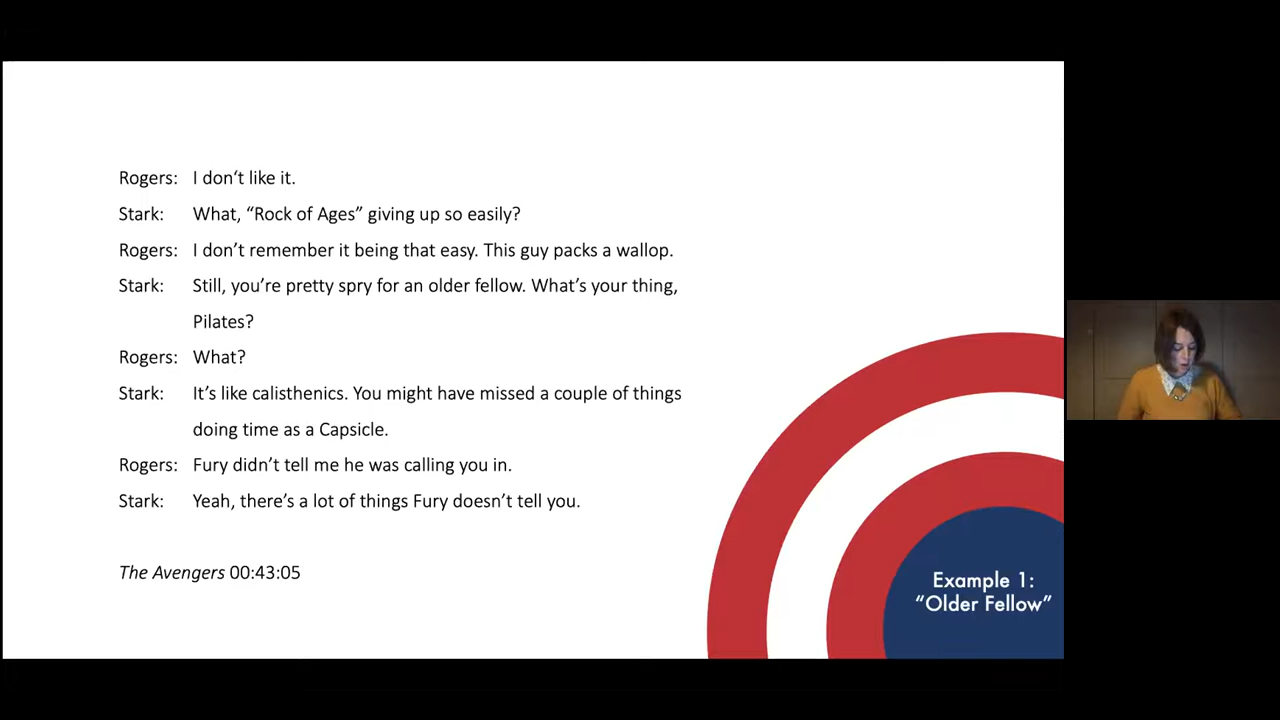 Rogers: I don‘t like it.
Stark: What, “Rock of Ages” giving up so easily?
Rogers: I don’t remember it being that easy. This guy packs a wallop.
Stark: Still, you’re pretty spry for an older fellow. What’s your thing,
Pilates?
Rogers: What?
Stark: It’s like calisthenics. You might have missed a couple of things
doing time as a Capsicle.
Rogers: Fury didn’t tell me he was calling you in.
Stark: Yeah, there’s a lot of things Fury doesn’t tell you.
The Avengers 00:43:05
Example 1:
“Older Fellow”